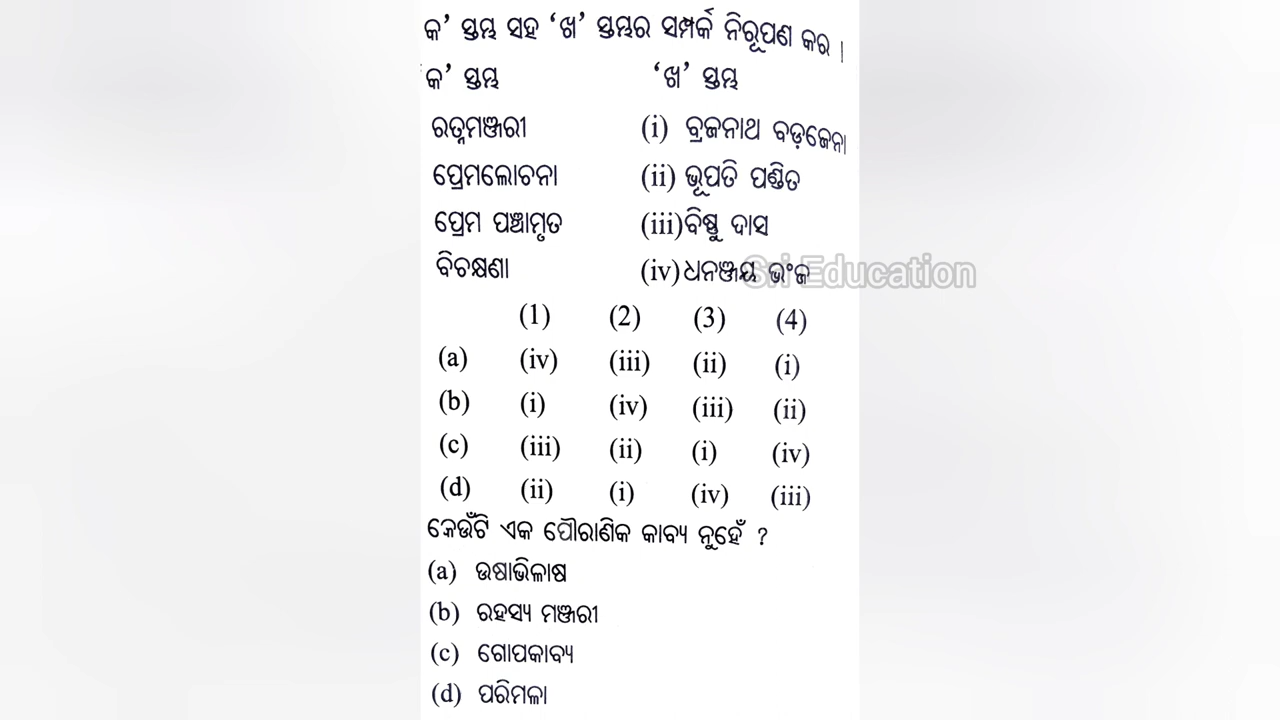 କ’ ସ୍ତମ୍ଭ ସହ ‘ଖ’ ସ୍ତମ୍ଭର ସମ୍ପର୍କ ନିରୂପଣ କର ।
‘କ’ ସ୍ତମ୍ଭ ‘ଖ’ ସ୍ତମ୍ଭ
ରତ୍ନମଞ୍ଜରୀ (i) ବ୍ରଜନାଥ ବଡ଼ଜେନା
ପ୍ରେମଲୋଚନା (ii) ଭୂପତି ପଣ୍ଡିତ
ପ୍ରେମ ପଞ୍ଚାମୃତ (iii) ବିଷ୍ଣୁ ଦାସ
ବିଚକ୍ଷଣା (iv) ଧନଞ୍ଜୟ ଭଂଜ
Sri Education
(1) (2) (3) (4)
(a) (iv) (iii) (ii) (i)
(b) (i) (iv) (iii) (ii)
(c) (iii) (ii) (i) (iv)
(d) (ii) (i) (iv) (iii)
କେଉଁଟି ଏକ ପୌରାଣିକ କାବ୍ୟ ନୁହେଁ ?
(a) ଉଷାଭିଳାଷ
(b) ରହସ୍ୟ ମଞ୍ଜରୀ
(c) ଗୋପକାବ୍ୟ
(d) ପରିମଳା